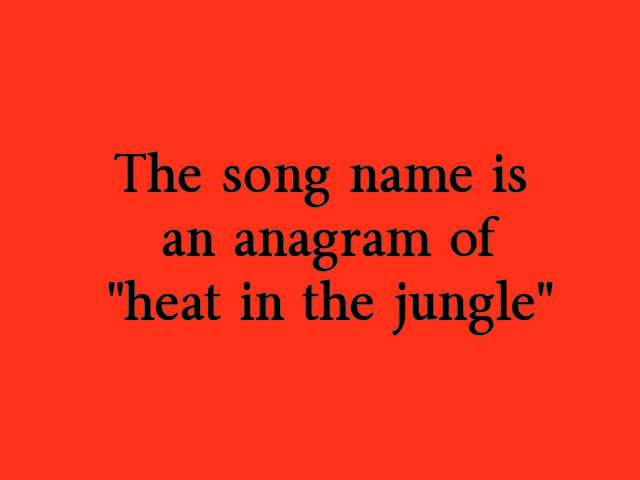 The song name is
an anagram of
"heat in the jungle"